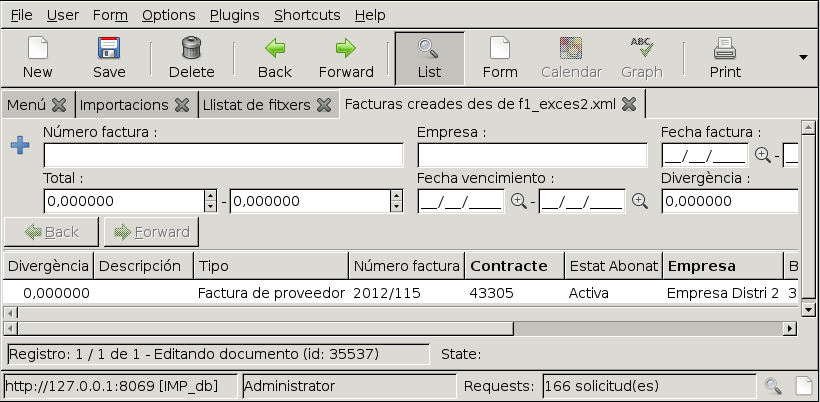 File User Form Options Plugins Shortcuts Help
New Save Delete Back Forward List Form Calendar ABC Graph Print
Menú Importacions Llistat de fitxers Facturas creades des de f1_exces2.xml
Número factura : Empresa : Fecha factura :
__/__/____ -
Total : Fecha vencimiento : Divergència :
0,000000 - 0,000000 __/__/____ - __/__/____ 0,000000
Back Forward
Divergència Descripción Tipo Número factura Contracte Estat Abonat Empresa B
0,000000 Factura de proveedor 2012/115 43305 Activa Empresa Distri 2 3
Registro: 1 / 1 de 1 - Editando documento (id: 35537) State:
http://127.0.0.1:8069 [IMP_db] Administrator Requests: 166 solicitud(es)